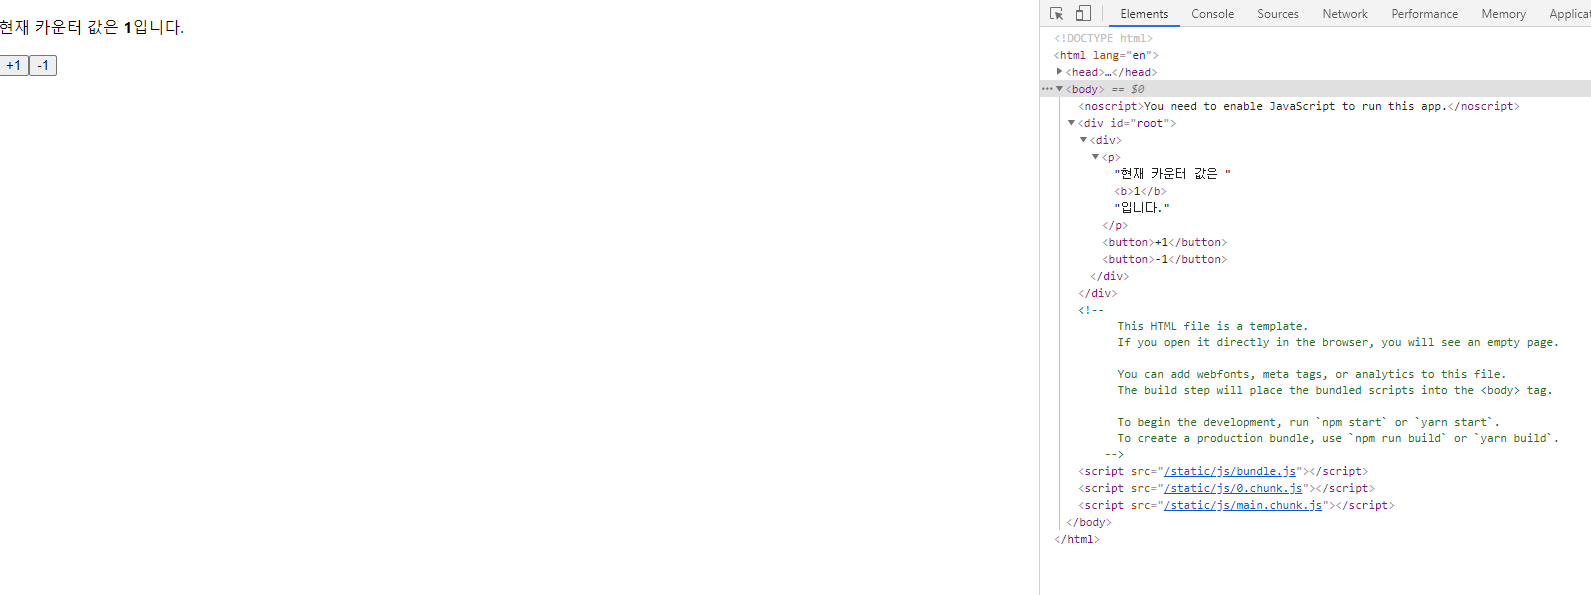 현재 카운터 값은 1입니다.
+1 -1
Elements Console Sources Network Performance Memory Applicat
<!DOCTYPE html>
<html lang="en">
<head>…</head>
<body> == $0
<noscript>You need to enable JavaScript to run this app.</noscript>
<div id="root">
<div>
<p>
"현재 카운터 값은 "
<b>1</b>
"입니다."
</p>
<button>+1</button>
<button>-1</button>
</div>
</div>
<!--
This HTML file is a template.
If you open it directly in the browser, you will see an empty page.
You can add webfonts, meta tags, or analytics to this file.
The build step will place the bundled scripts into the <body> tag.
To begin the development, run `npm start` or `yarn start`.
To create a production bundle, use `npm run build` or `yarn build`.
-->
<script src="/static/js/bundle.js"></script>
<script src="/static/js/0.chunk.js"></script>
<script src="/static/js/main.chunk.js"></script>
</body>
</html>